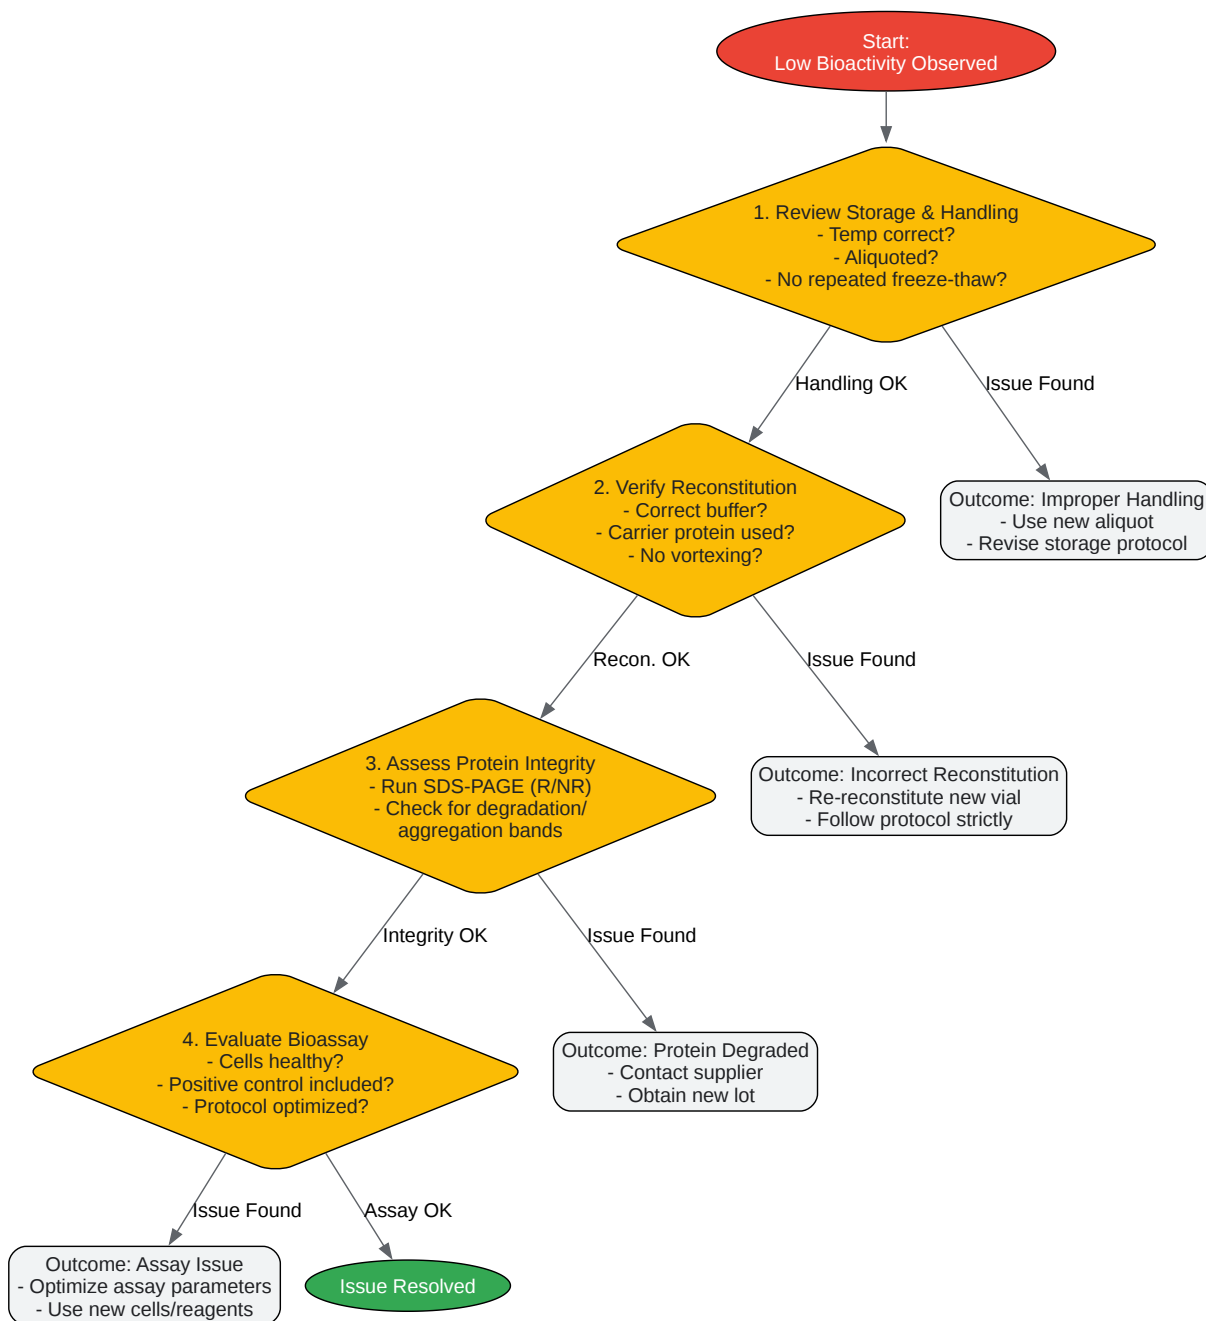 Start:
Low Bioactivity Observed
1. Review Storage & Handling
- Temp correct?
- Aliquoted?
- No repeated freeze-thaw?
Handling OK
Issue Found
2. Verify Reconstitution
- Correct buffer?
- Carrier protein used?
- No vortexing?
Outcome: Improper Handling
- Use new aliquot
- Revise storage protocol
Recon. OK
Issue Found
3. Assess Protein Integrity
- Run SDS-PAGE (R/NR)
- Check for degradation/
aggregation bands
Outcome: Incorrect Reconstitution
- Re-reconstitute new vial
- Follow protocol strictly
Integrity OK
Issue Found
4. Evaluate Bioassay
- Cells healthy?
- Positive control included?
- Protocol optimized?
Outcome: Protein Degraded
- Contact supplier
- Obtain new lot
Issue Found
Assay OK
Outcome: Assay Issue
- Optimize assay parameters
- Use new cells/reagents
Issue Resolved